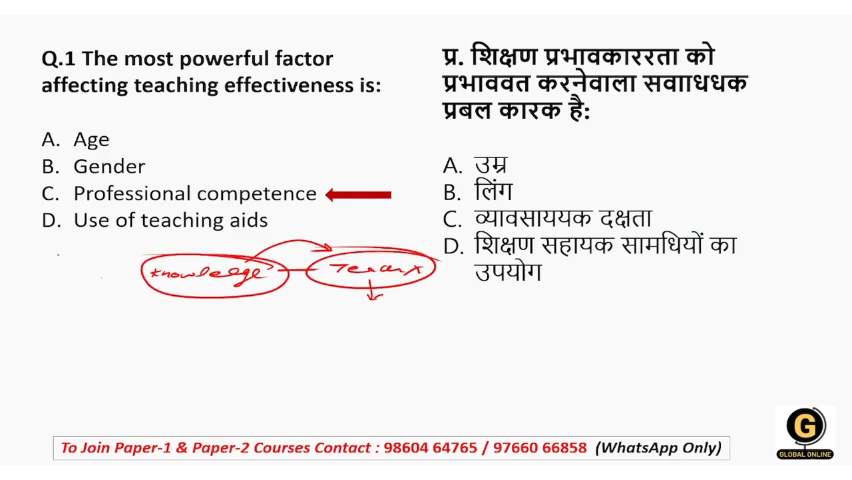 Q.1 The most powerful factor
affecting teaching effectiveness is:
A. Age
B. Gender
C. Professional competence
D. Use of teaching aids
knowledge
प्र. शिक्षण प्रभावकाररता को
प्रभाववत करनेवाला सवााधधक
प्रबल कारक है:
A. उम्र
B. लिंग
C. व्यावसाययक दक्षता
D. शिक्षण सहायक सामधियों का
उपयोग
To Join Paper-1 & Paper-2 Courses Contact : 98604 64765 / 97660 66858 (WhatsApp Only)
G
GLOBAL ONLINE